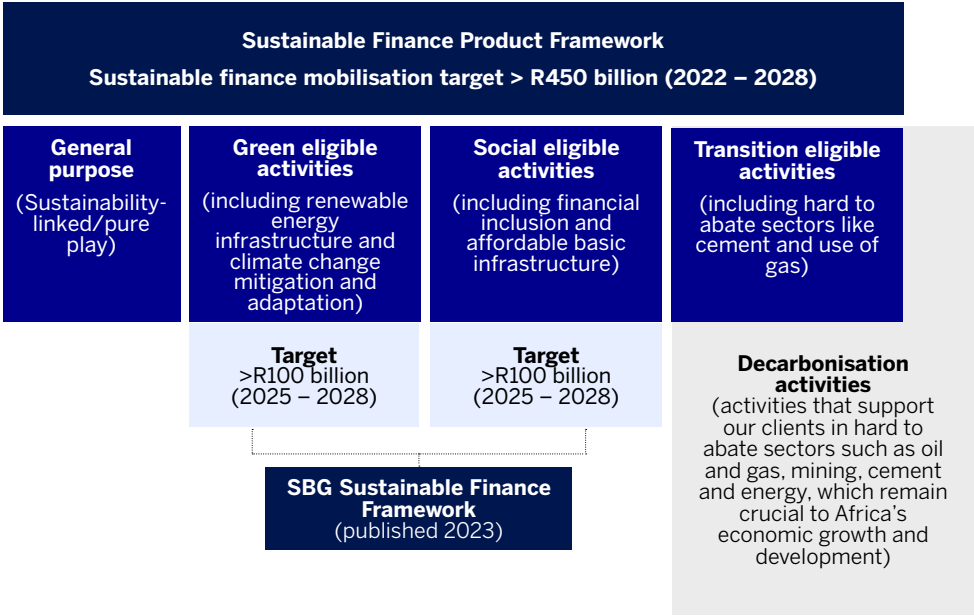 Sustainable Finance Product Framework
Sustainable finance mobilisation target > R450 billion (2022 – 2028)
General
purpose
(Sustainability-
linked/pure
play)
Green eligible
activities
(including renewable
energy
infrastructure and
climate change
mitigation and
adaptation)
Social eligible
activities
(including financial
inclusion and
affordable basic
infrastructure)
Transition eligible
activities
(including hard to
abate sectors like
cement and use of
gas)
Target
>R100 billion
(2025 – 2028)
Target
>R100 billion
(2025 – 2028)
SBG Sustainable Finance
Framework
(published 2023)
Decarbonisation
activities
(activities that support
our clients in hard to
abate sectors such as oil
and gas, mining, cement
and energy, which remain
crucial to Africa’s
economic growth and
development)